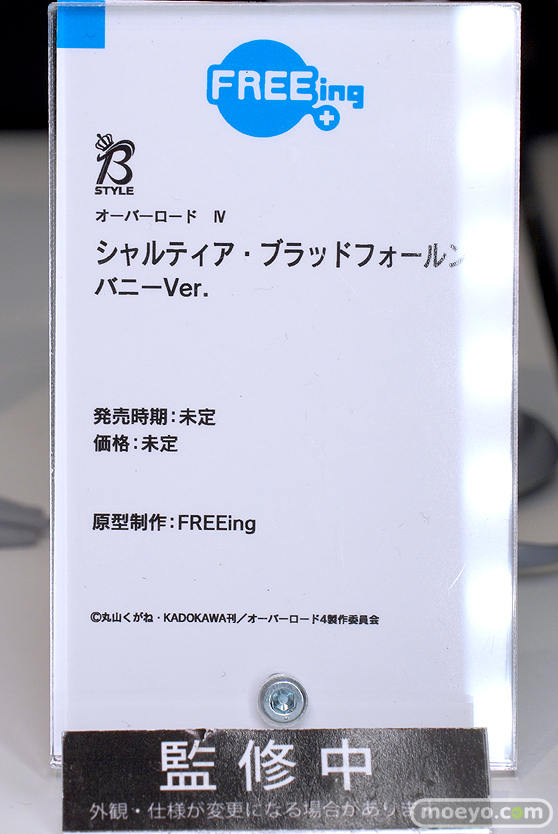 FREEing
B
STYLE
オーバーロード Ⅳ
シャルティア・ブラッドフォールン
バニーVer.
発売時期：未定
価格：未定
原型制作：FREEing
©丸山くがね・KADOKAWA刊／オーバーロード4製作委員会
監修中
外観・仕様が変更になる場合がありま
moeyo.com